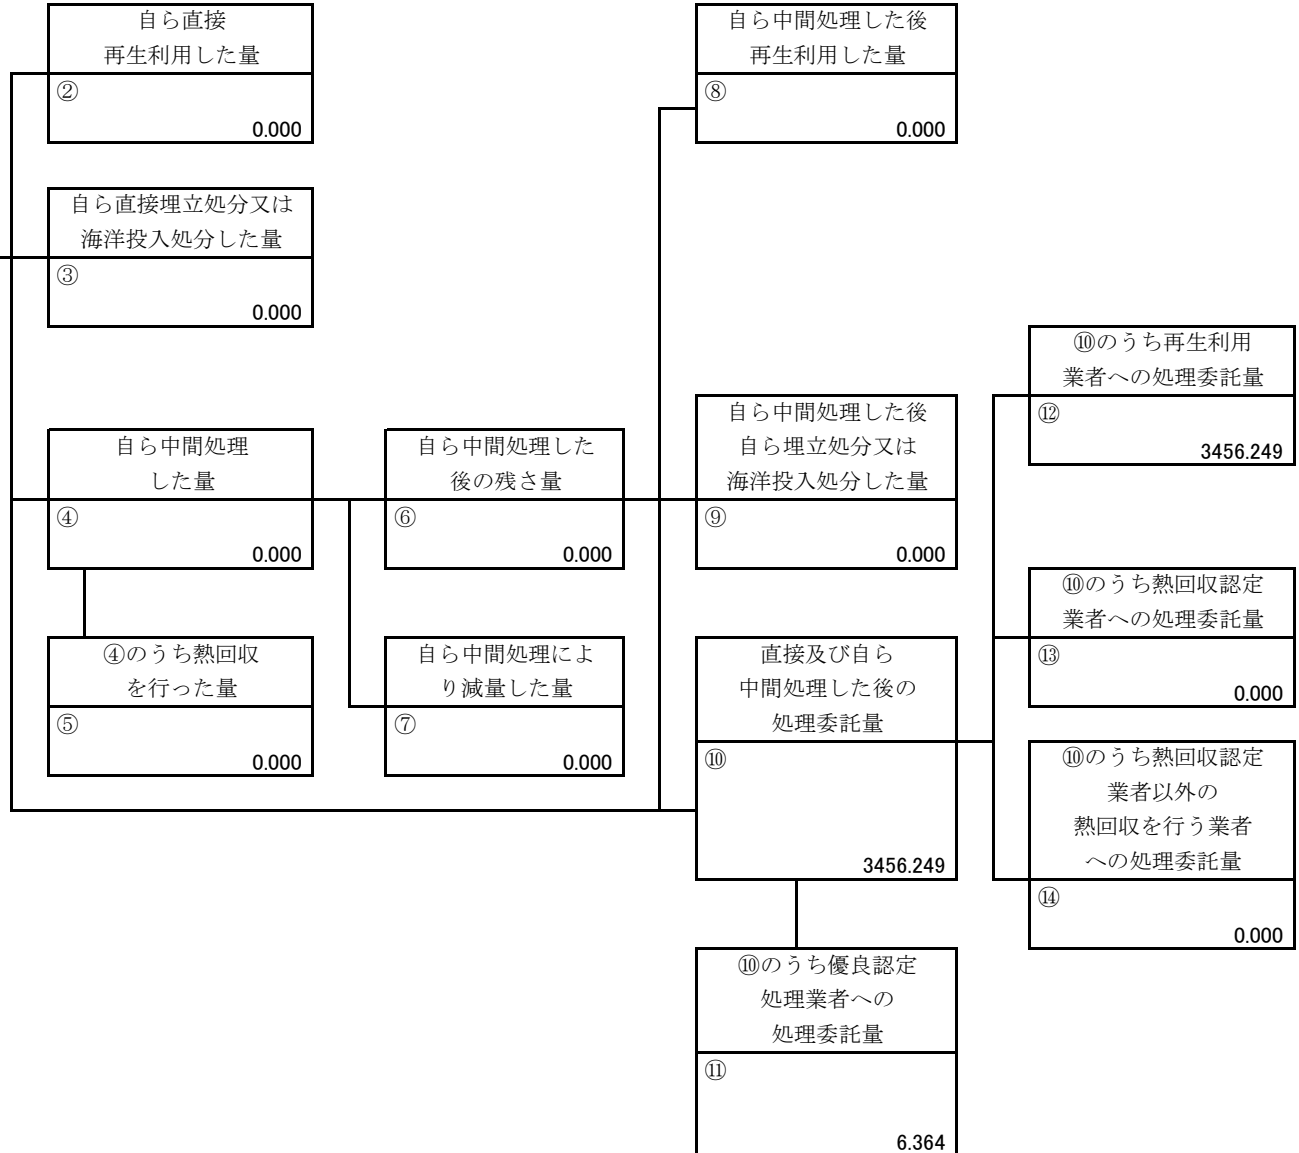 自ら直接
再生利用した量
②
0.000
自ら中間処理した後
再生利用した量
⑧
0.000
自ら直接埋立処分又は
海洋投入処分した量
③
0.000
⑩のうち再生利用
業者への処理委託量
⑫
3456.249
自ら中間処理
した量
④
0.000
自ら中間処理した
後の残さ量
⑥
0.000
自ら中間処理した後
自ら埋立処分又は
海洋投入処分した量
⑨
0.000
⑩のうち熱回収認定
業者への処理委託量
⑬
0.000
④のうち熱回収
を行った量
⑤
0.000
自ら中間処理によ
り減量した量
⑦
0.000
直接及び自ら
中間処理した後の
処理委託量
⑩
3456.249
⑩のうち熱回収認定
業者以外の
熱回収を行う業者
への処理委託量
⑭
0.000
⑩のうち優良認定
処理業者への
処理委託量
⑪
6.364